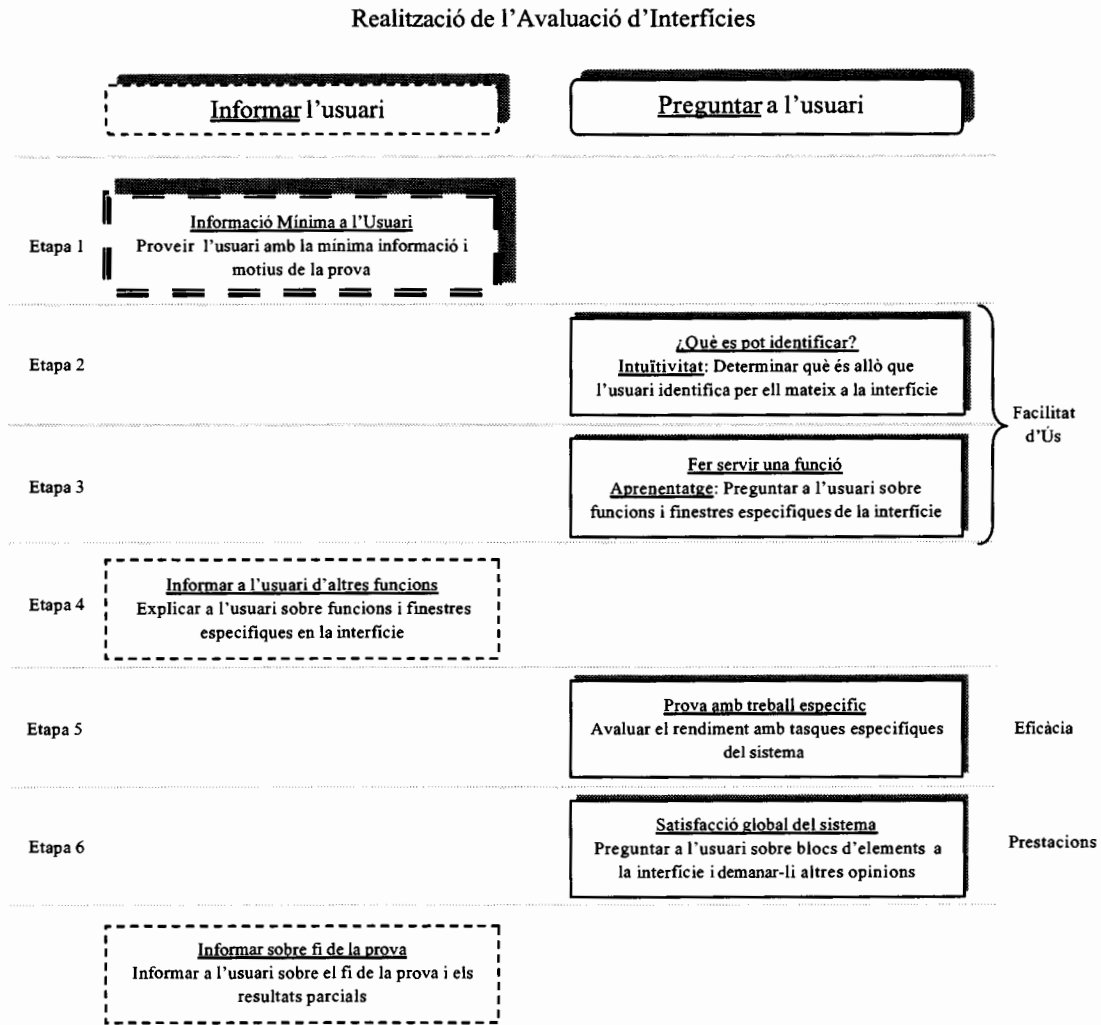 Realització de l'Avaluació d'Interfícies
Informar l'usuari
Preguntar a l'usuari
Etapa 1
Informació Mínima a l'Usuari
Proveir l'usuari amb la mínima informació i
motius de la prova
Etapa 2
¿Què es pot identificar?
Intuïtivitat: Determinar què és allò que
l'usuari identifica per ell mateix a la interfície
Facilitat
d'Ús
Etapa 3
Fer servir una funció
Aprenentatge: Preguntar a l'usuari sobre
funcions i finestres especifiques de la interfície
Etapa 4
Informar a l'usuari d'altres funcions
Explicar a l'usuari sobre funcions i finestres
especifiques en la interfície
Etapa 5
Prova amb treball especific
Avaluar el rendiment amb tasques especifiques
del sistema
Eficàcia
Etapa 6
Satisfacció global del sistema
Preguntar a l'usuari sobre blocs d'elements a
la interfície i demanar-li altres opinions
Prestacions
Informar sobre fi de la prova
Informar a l'usuari sobre el fi de la prova i els
resultats parcials